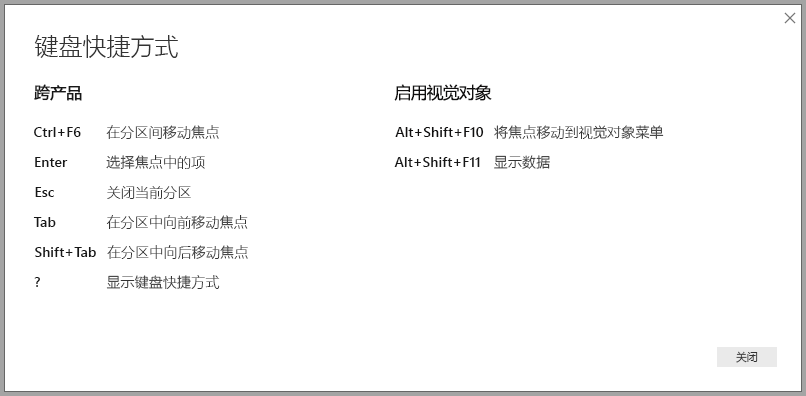 键盘快捷方式
跨产品
Ctrl+F6 在分区间移动焦点
Enter 选择焦点中的项
Esc 关闭当前分区
Tab 在分区中向前移动焦点
Shift+Tab 在分区中向后移动焦点
? 显示键盘快捷方式
启用视觉对象
Alt+Shift+F10 将焦点移动到视觉对象菜单
Alt+Shift+F11 显示数据
关闭